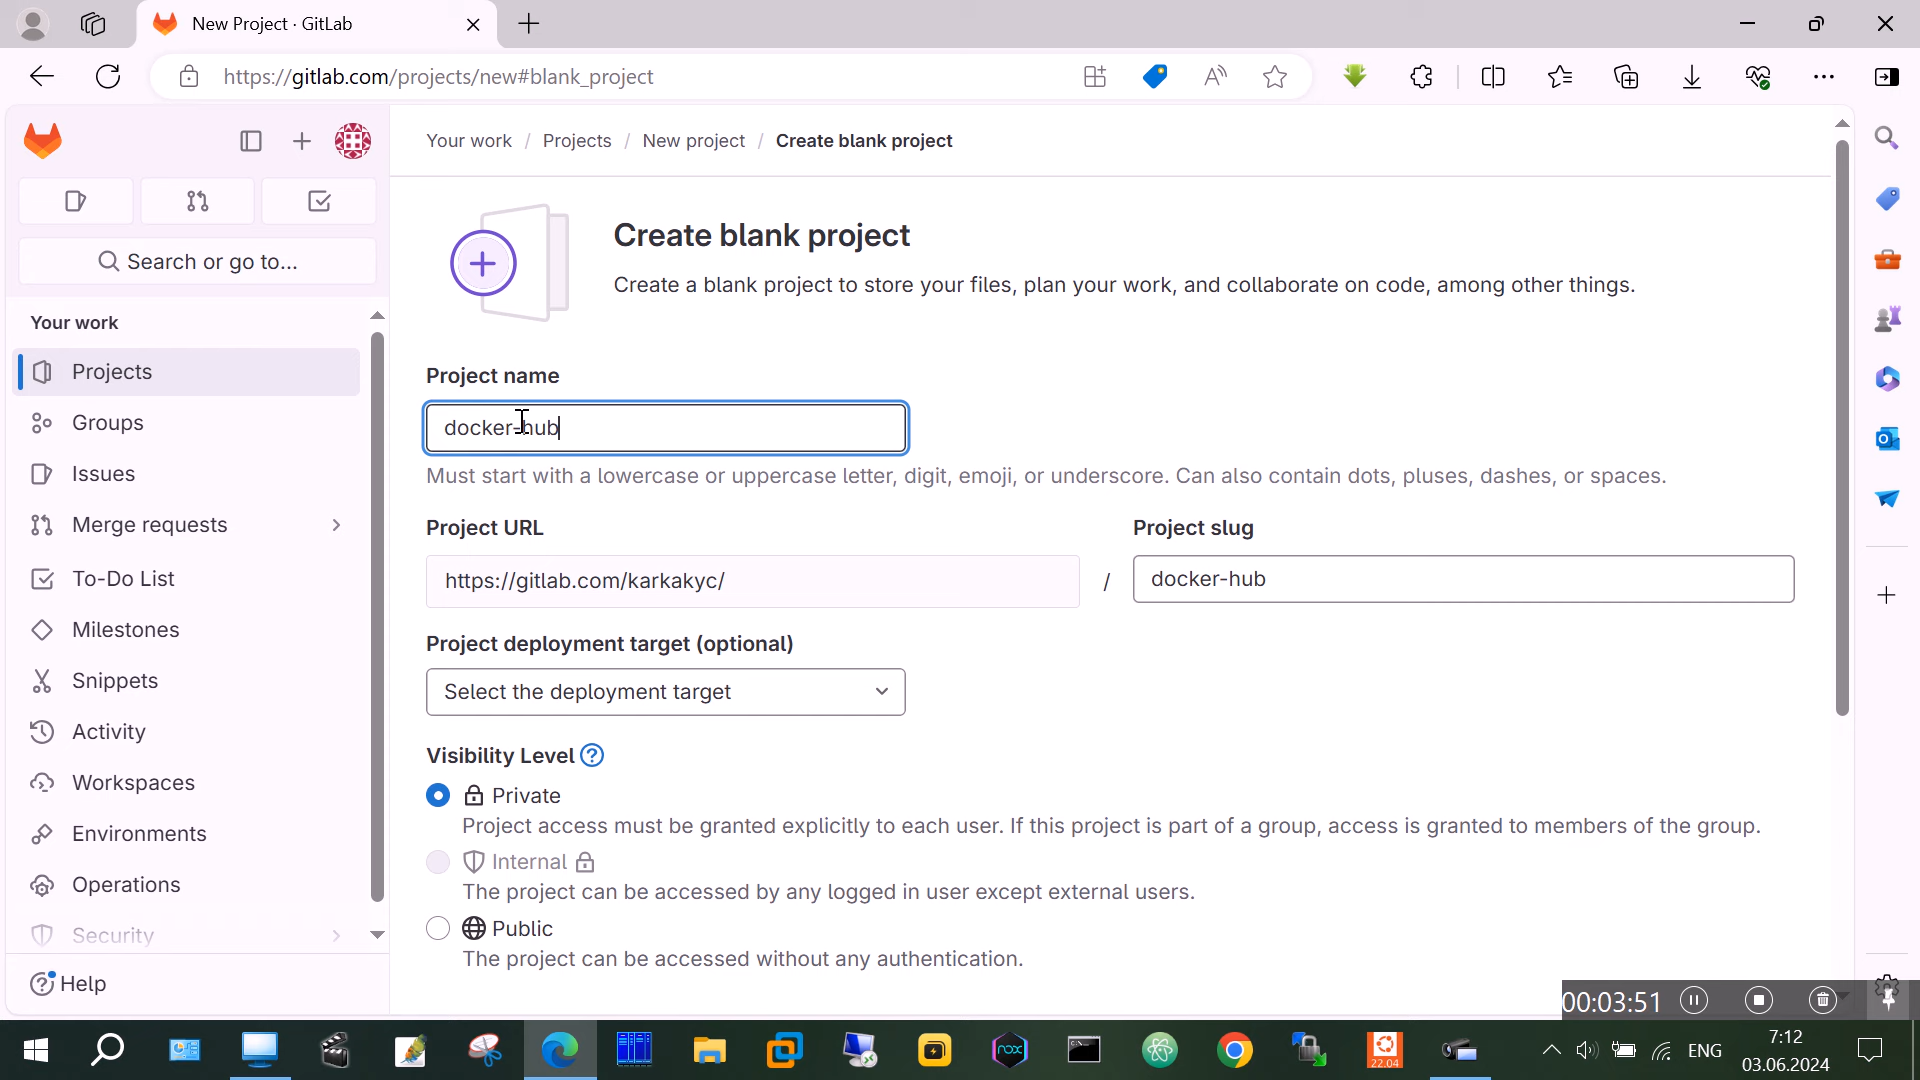 New Project · GitLab
https://gitlab.com/projects/new#blank_project
Your work / Projects / New project / Create blank project
Search or go to...
Create blank project
Create a blank project to store your files, plan your work, and collaborate on code, among other things.
Your work
Projects
Groups
Issues
Merge requests
To-Do List
Milestones
Snippets
Activity
Workspaces
Environments
Operations
Security
Help
Project name
docker-hub
Must start with a lowercase or uppercase letter, digit, emoji, or underscore. Can also contain dots, pluses, dashes, or spaces.
Project URL
Project slug
https://gitlab.com/karkakyc/
/
docker-hub
Project deployment target (optional)
Select the deployment target
Visibility Level
Private
Project access must be granted explicitly to each user. If this project is part of a group, access is granted to members of the group.
Internal
The project can be accessed by any logged in user except external users.
Public
The project can be accessed without any authentication.
00:03:51
nox
22.04
ENG
7:12
03.06.2024